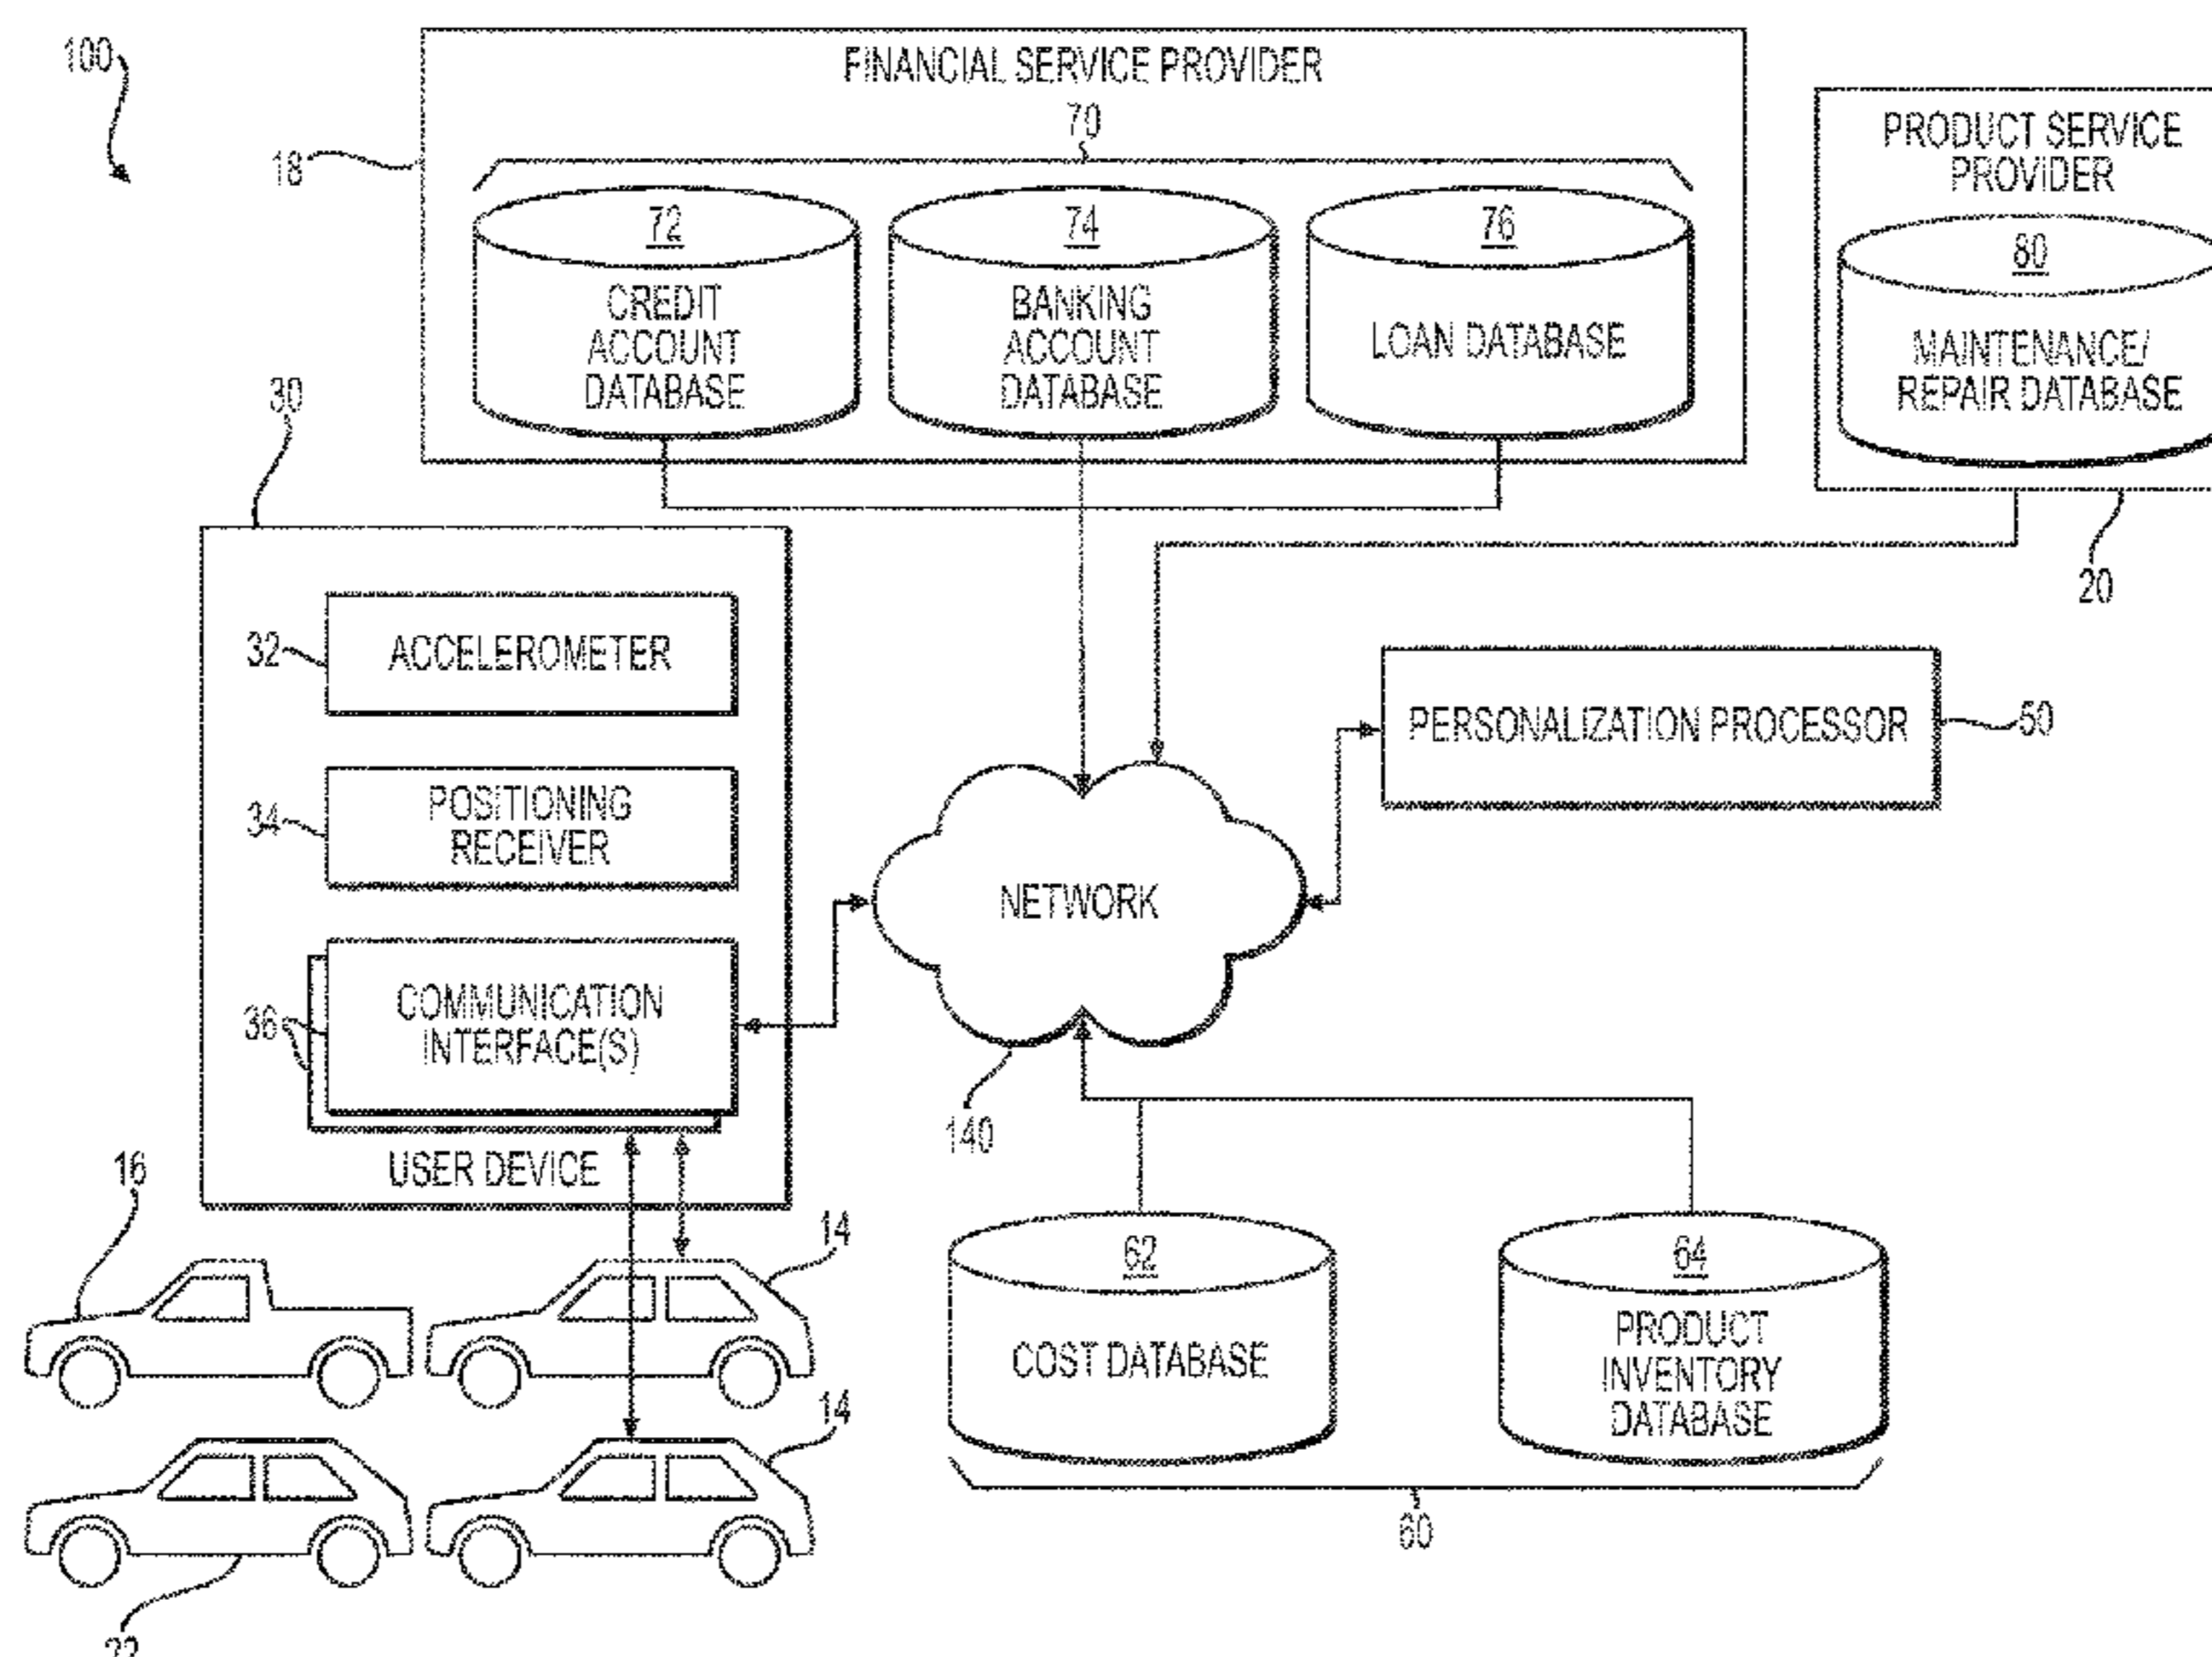 100
FINANCIAL SERVICE PROVIDER
18
70
72
CREDIT
ACCOUNT
DATABASE
74
BANKING
ACCOUNT
DATABASE
76
LOAN DATABASE
PRODUCT SERVICE
PROVIDER
80
MAINTENANCE/
REPAIR DATABASE
20
30
32
ACCELEROMETER
34
POSITIONING
RECEIVER
36
COMMUNICATION
INTERFACE(S)
USER DEVICE
PERSONALIZATION PROCESSOR
50
NETWORK
140
16
14
14
62
COST DATABASE
64
PRODUCT
INVENTORY
DATABASE
60